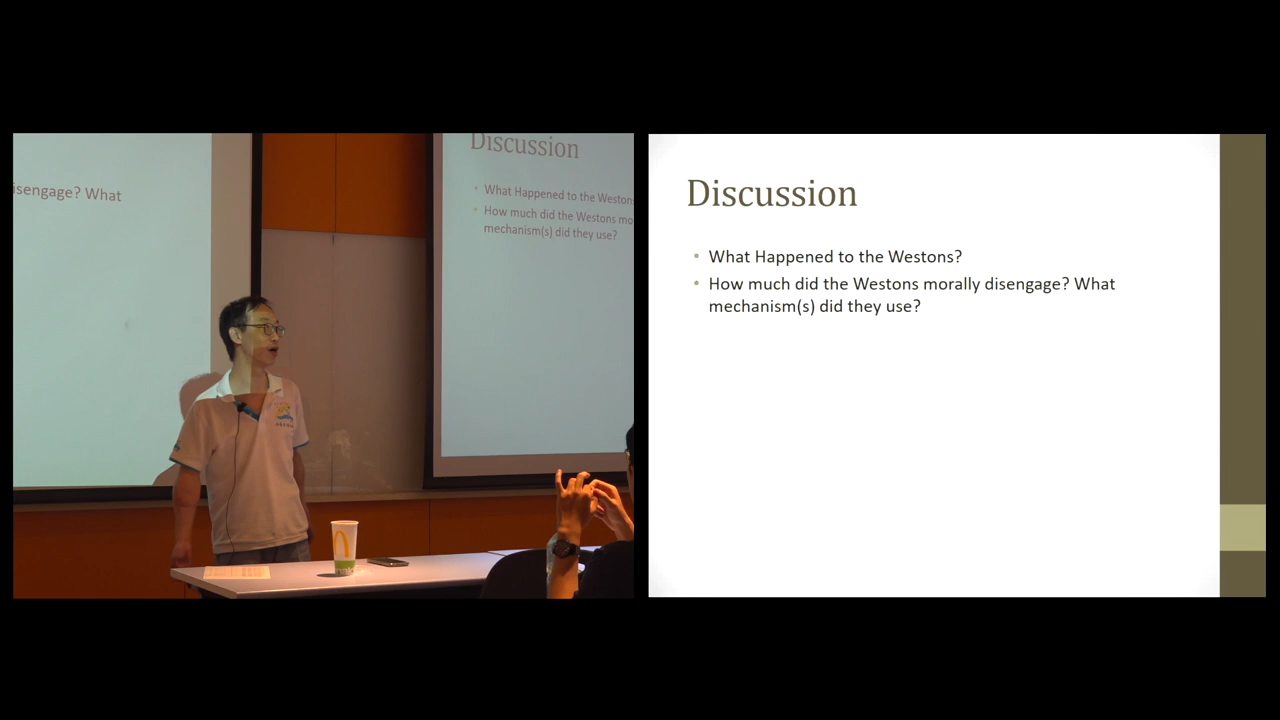 isengage? What
Discussion
• What Happened to the Westons
• How much did the Westons mo
mechanism(s) did they use?
Discussion
• What Happened to the Westons?
• How much did the Westons morally disengage? What
mechanism(s) did they use?